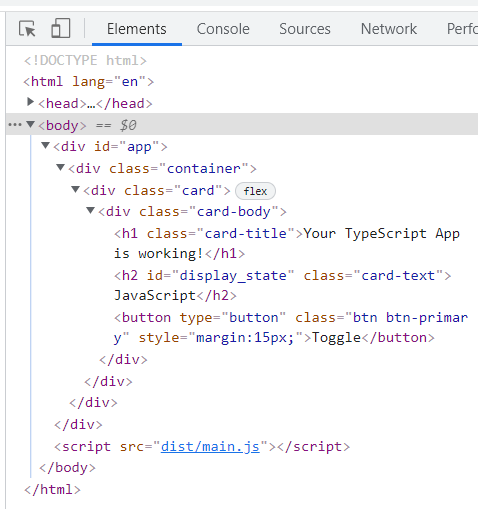 Elements Console Sources Network Perfo
<!DOCTYPE html>
<html lang="en">
<head>…</head>
<body> == $0
<div id="app">
<div class="container">
<div class="card"> flex
<div class="card-body">
<h1 class="card-title">Your TypeScript App
is working!</h1>
<h2 id="display_state" class="card-text">
JavaScript</h2>
<button type="button" class="btn btn-primar
y" style="margin:15px;">Toggle</button>
</div>
</div>
</div>
</div>
<script src="dist/main.js"></script>
</body>
</html>